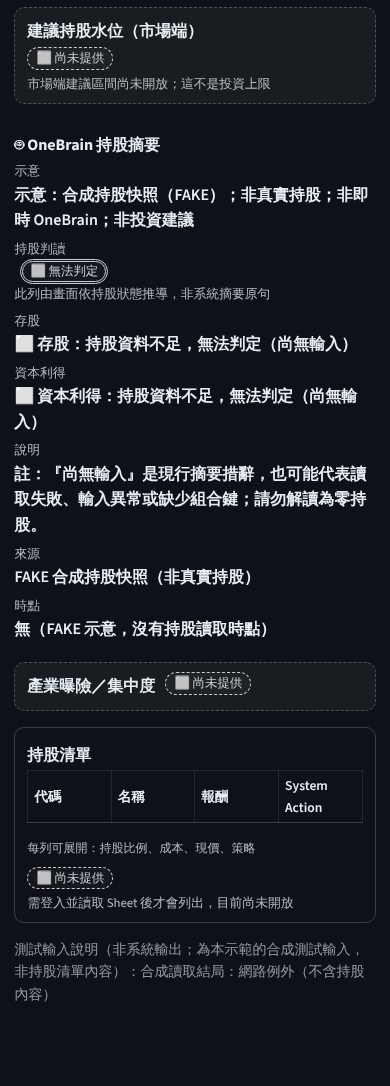 建議持股水位（市場端）
尚未提供
市場端建議區間尚未開放；這不是投資上限
OneBrain 持股摘要
示意
示意：合成持股快照（FAKE）；非真實持股；非即
時 OneBrain；非投資建議
持股判讀
無法判定
此列由畫面依持股狀態推導，非系統摘要原句
存股
存股：持股資料不足，無法判定（尚無輸入）
資本利得
資本利得：持股資料不足，無法判定（尚無輸
入）
說明
註：『尚無輸入』是現行摘要措辭，也可能代表讀
取失敗、輸入異常或缺少組合鍵；請勿解讀為零持
股。
來源
FAKE 合成持股快照（非真實持股）
時點
無（FAKE 示意，沒有持股讀取時點）
產業曝險／集中度 尚未提供
持股清單
代碼 名稱 報酬 System Action
每列可展開：持股比例、成本、現價、策略
尚未提供
需登入並讀取 Sheet 後才會列出，目前尚未開放
測試輸入說明（非系統輸出；為本示範的合成測試輸入，
非持股清單內容）：合成讀取結局：網路例外（不含持股
內容）